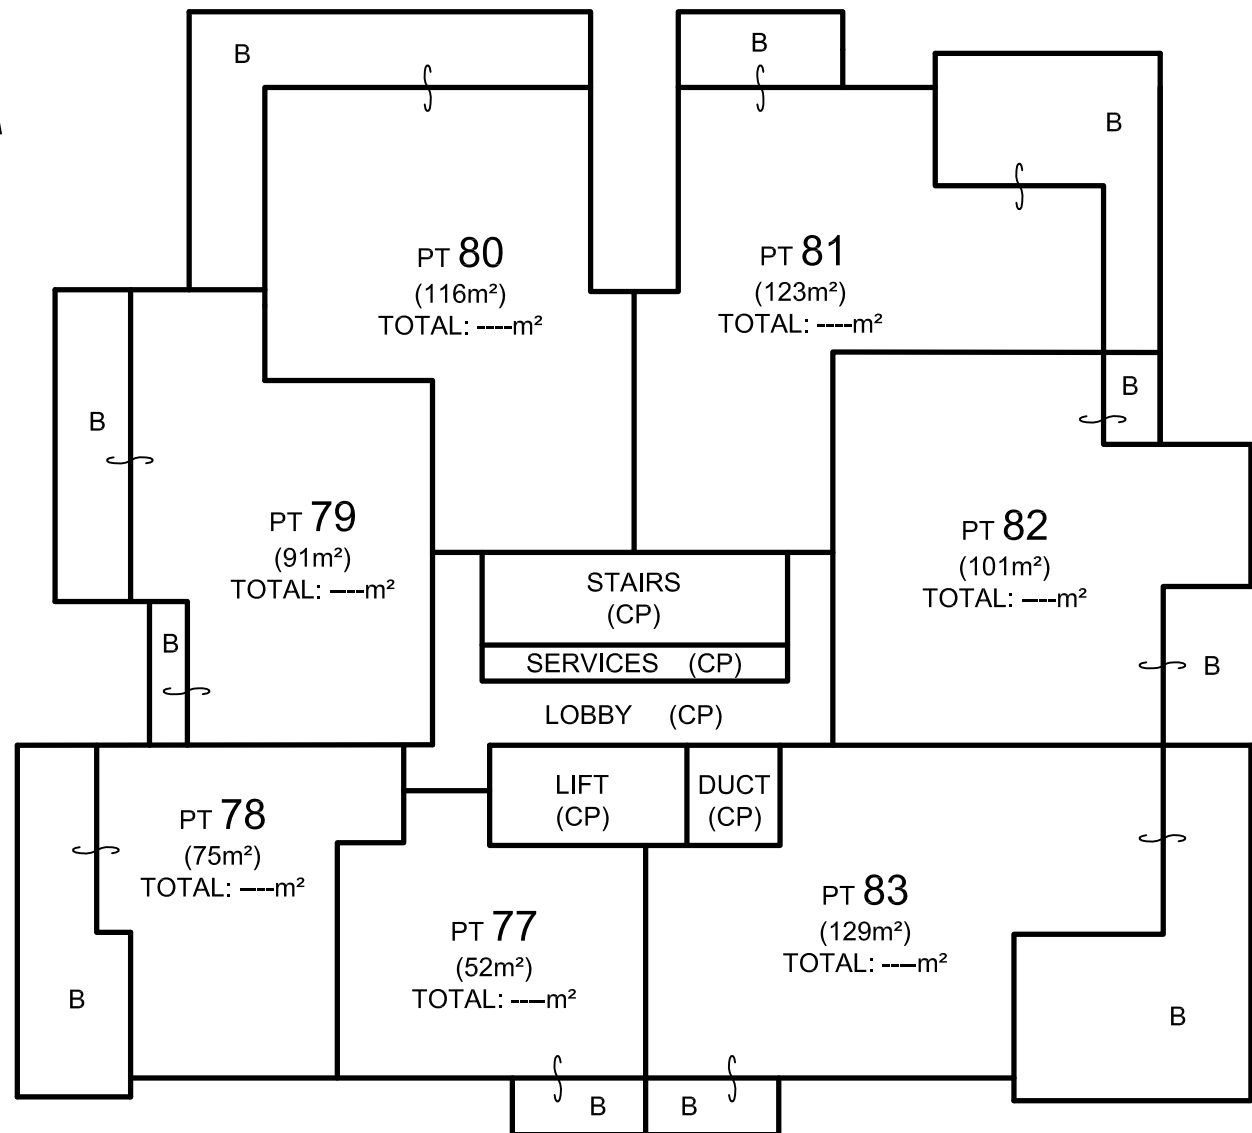 B
B
B
PT 80
(116m²)
TOTAL: ----m²
PT 81
(123m²)
TOTAL: ----m²
B
B
PT 79
(91m²)
TOTAL: ----m²
PT 82
(101m²)
TOTAL: ----m²
STAIRS
(CP)
B
SERVICES (CP)
B
LOBBY (CP)
LIFT
(CP)
DUCT
(CP)
PT 78
(75m²)
TOTAL: ----m²
PT 83
(129m²)
TOTAL: ----m²
PT 77
(52m²)
TOTAL: ----m²
B
B
B
B